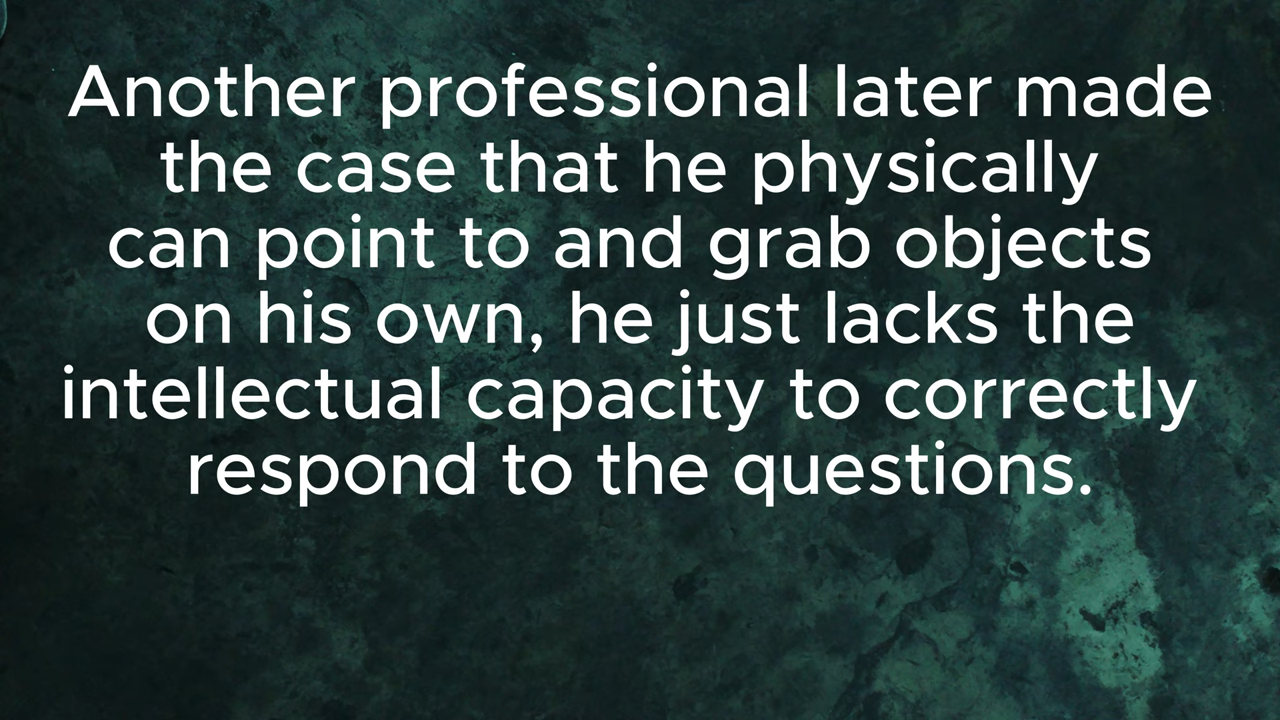 Another professional later made
the case that he physically
can point to and grab objects
on his own, he just lacks the
intellectual capacity to correctly
respond to the questions.